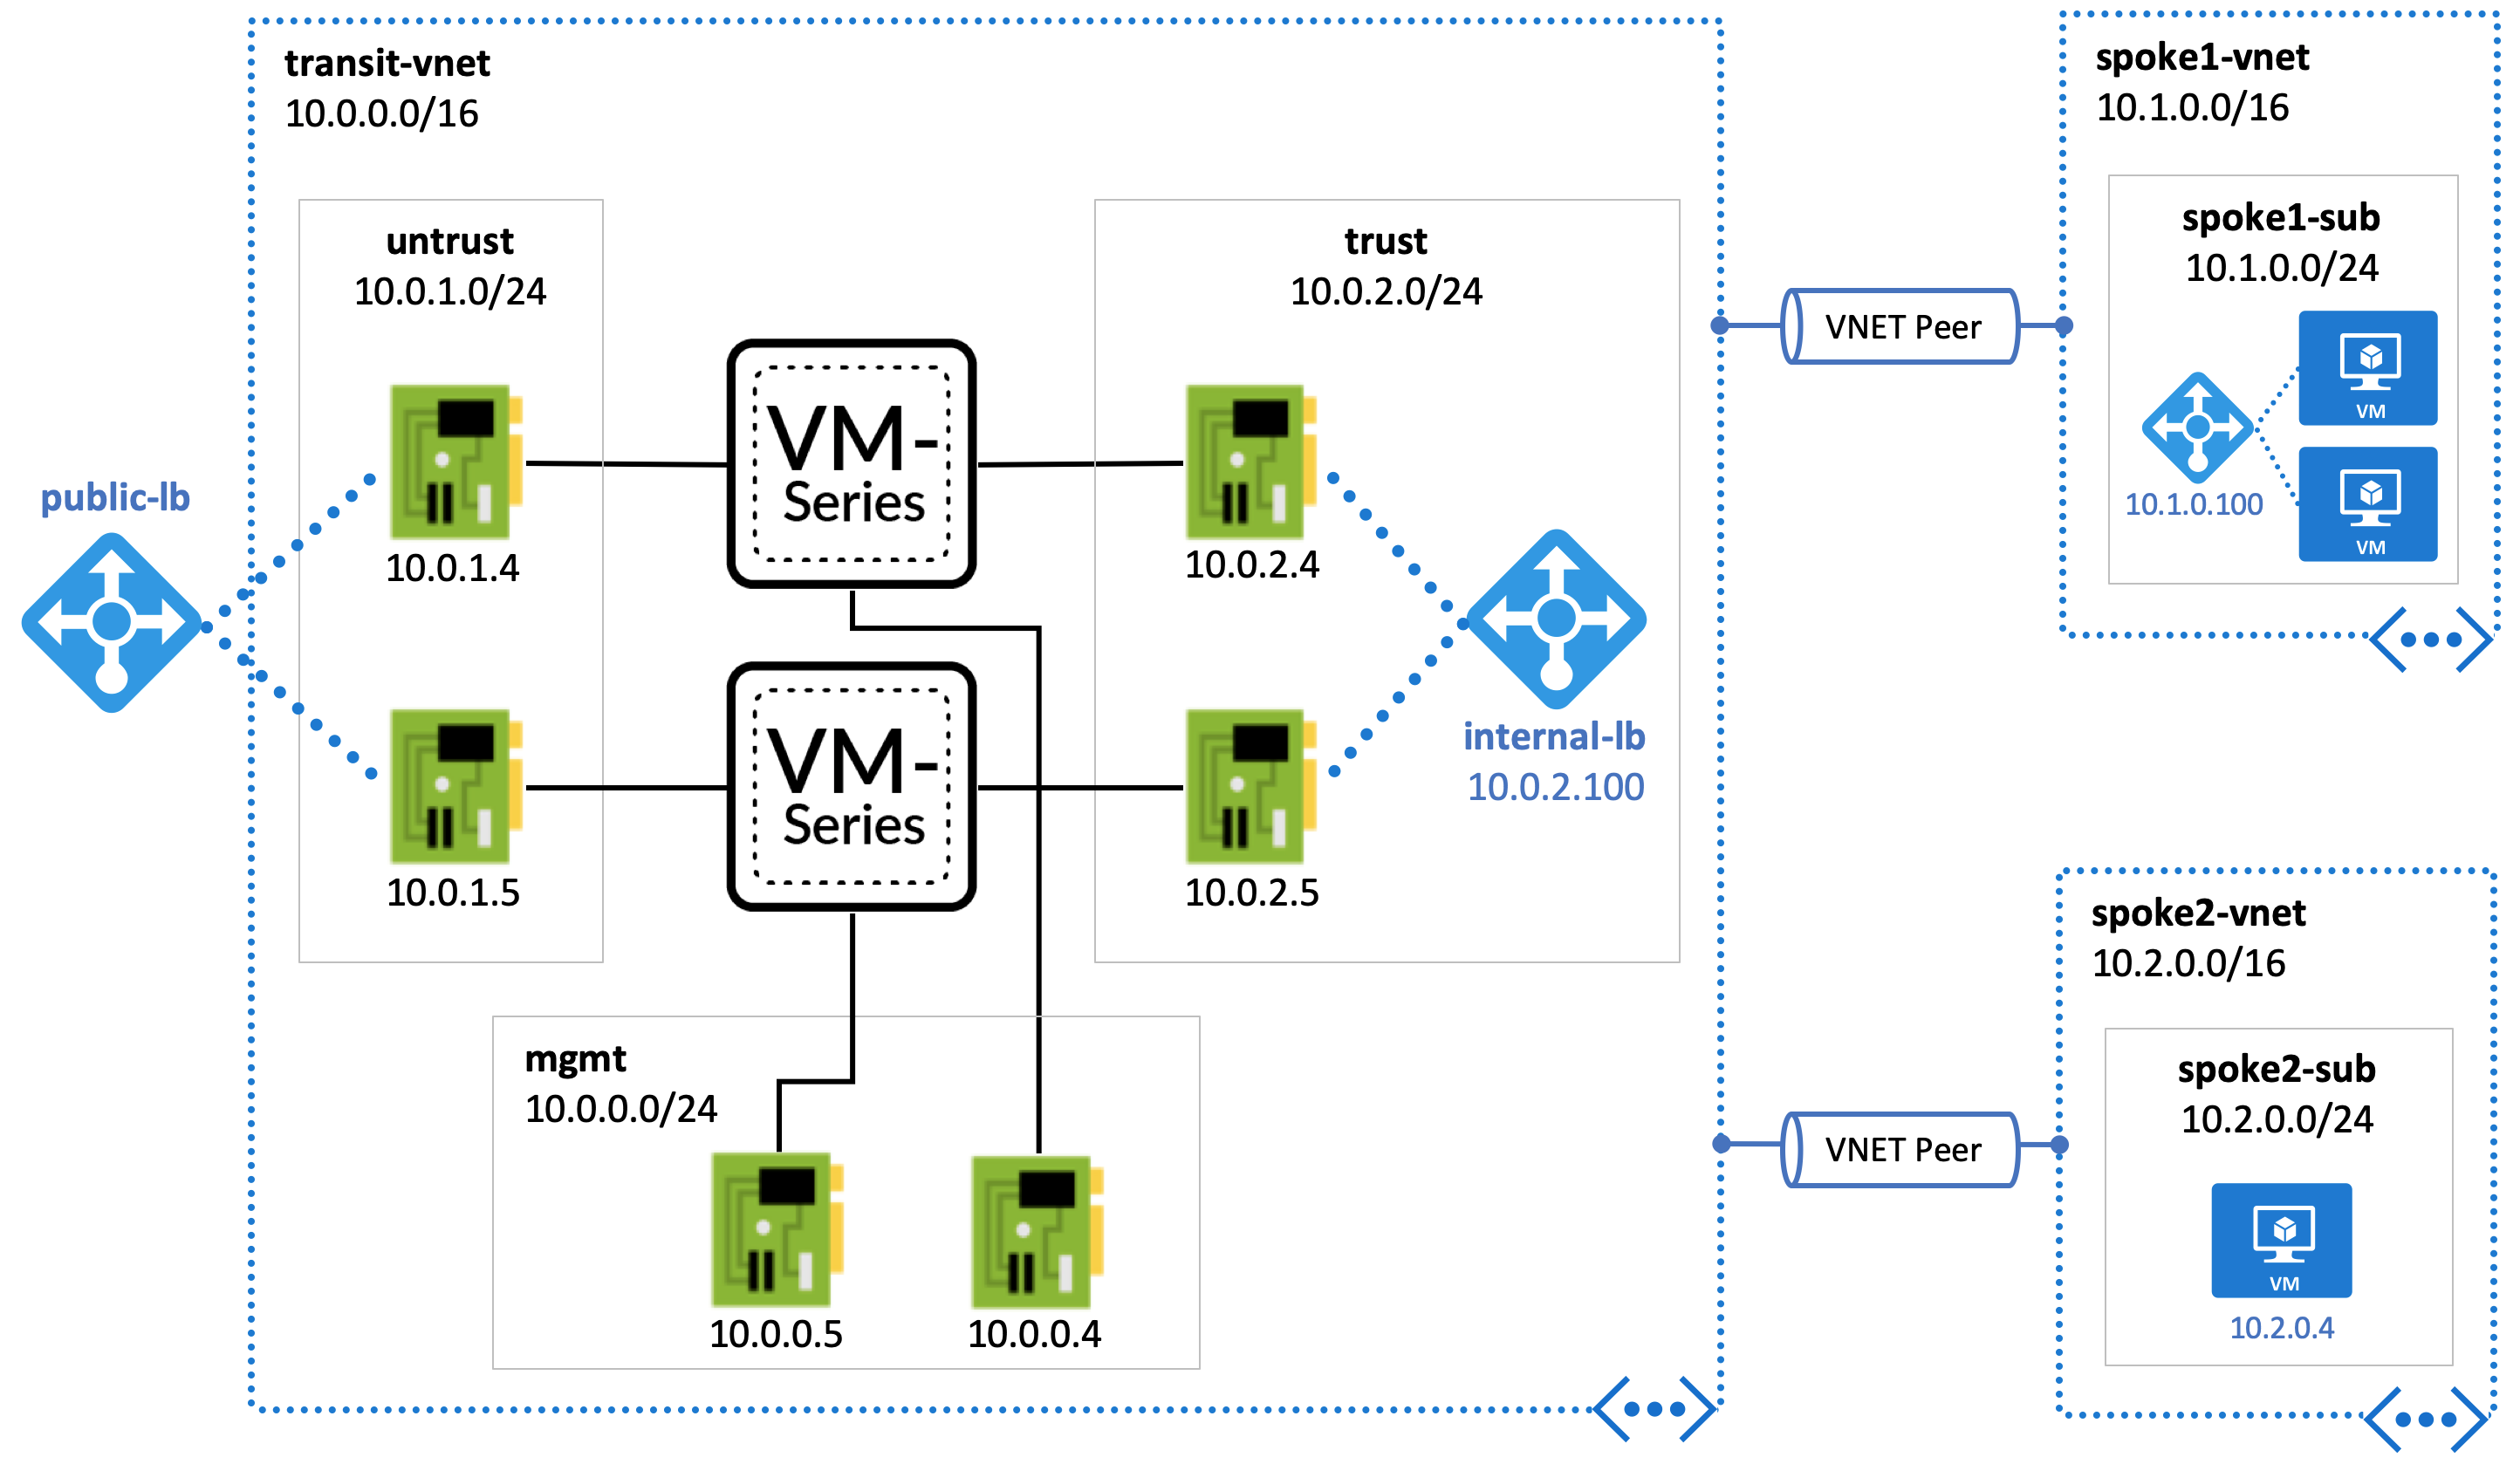 transit-vnet
10.0.0.0/16
untrust
10.0.1.0/24
trust
10.0.2.0/24
public-lb
10.0.1.4
10.0.1.5
VM-
Series
VM-
Series
10.0.2.4
10.0.2.5
internal-lb
10.0.2.100
mgmt
10.0.0.0/24
10.0.0.5
10.0.0.4
VNET Peer
VNET Peer
spoke1-vnet
10.1.0.0/16
spoke1-sub
10.1.0.0/24
10.1.0.100
VM
VM
spoke2-vnet
10.2.0.0/16
spoke2-sub
10.2.0.0/24
VM
10.2.0.4